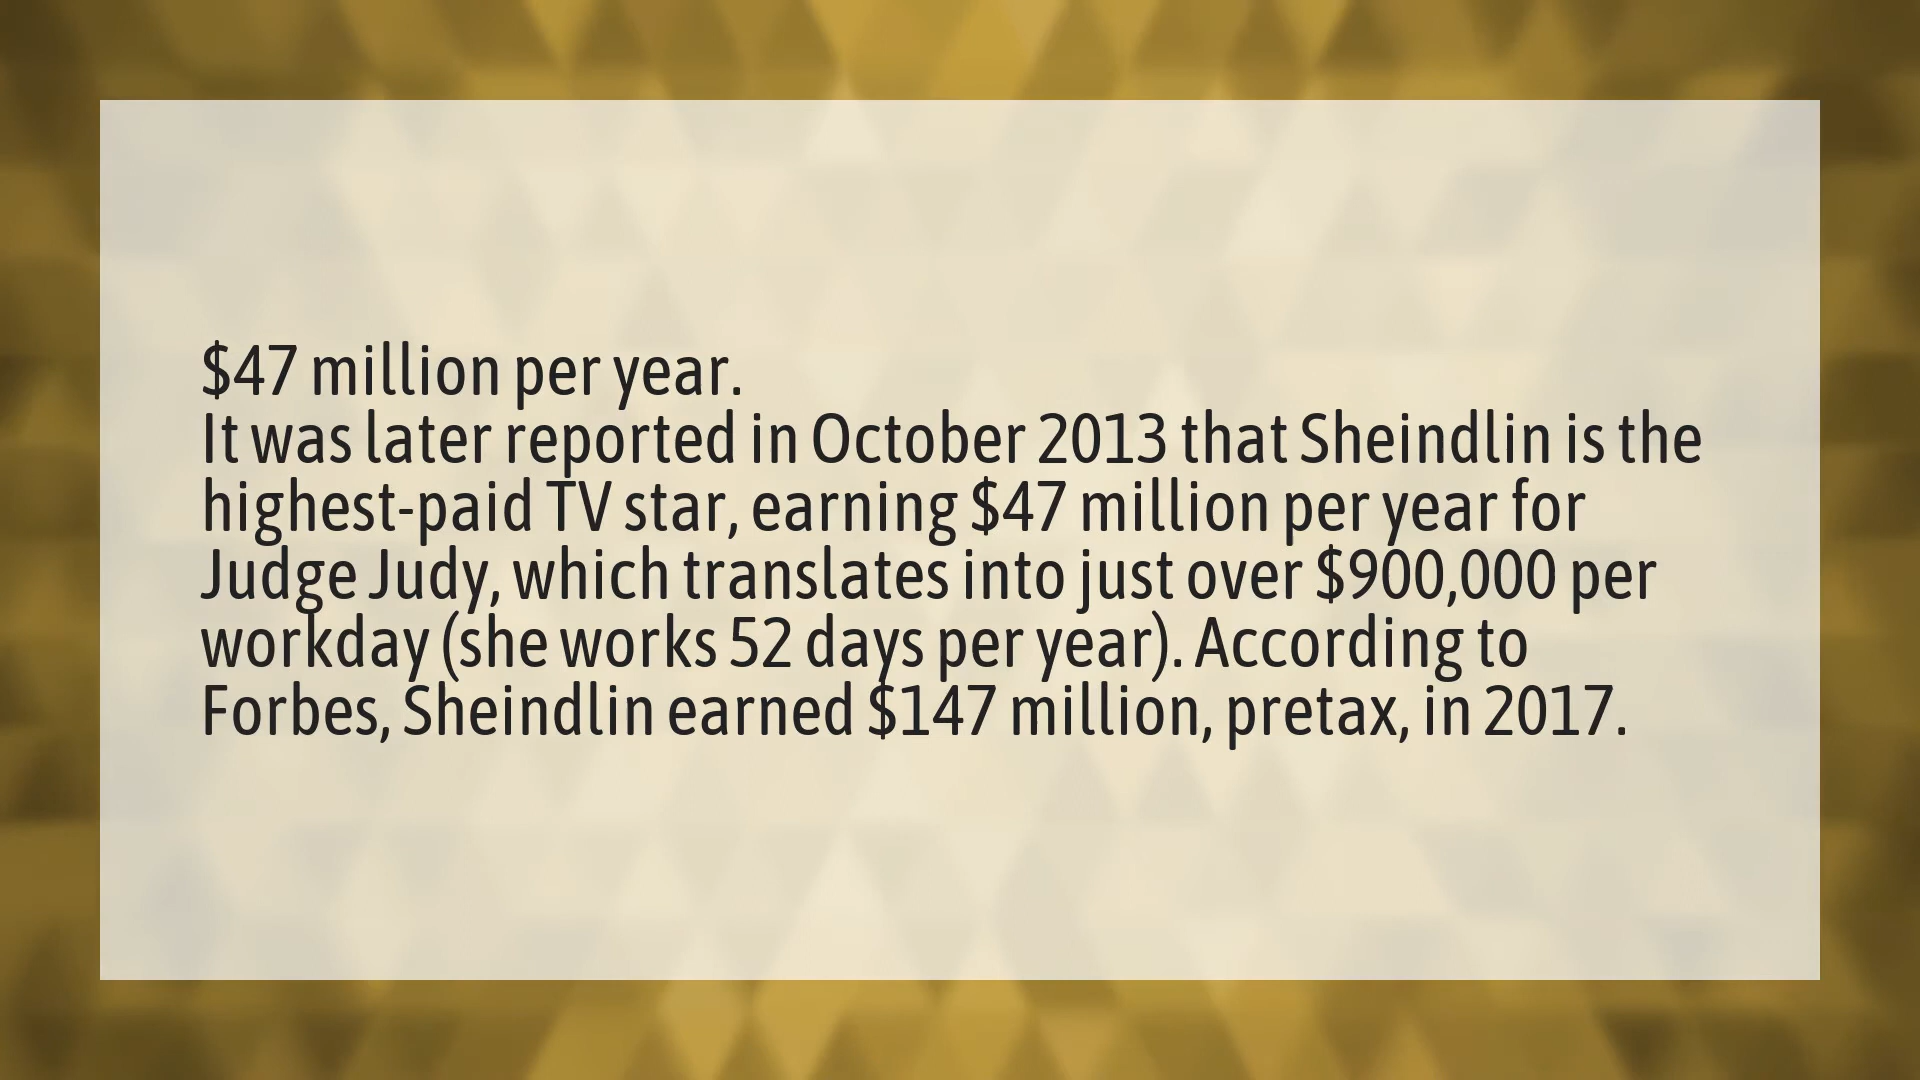 $47 million per year.
It was later reported in October 2013 that Sheindlin is the
highest-paid TV star, earning $47 million per year for
Judge Judy, which translates into just over $900,000 per
workday (she works 52 days per year). According to
Forbes, Sheindlin earned $147 million, pretax, in 2017.